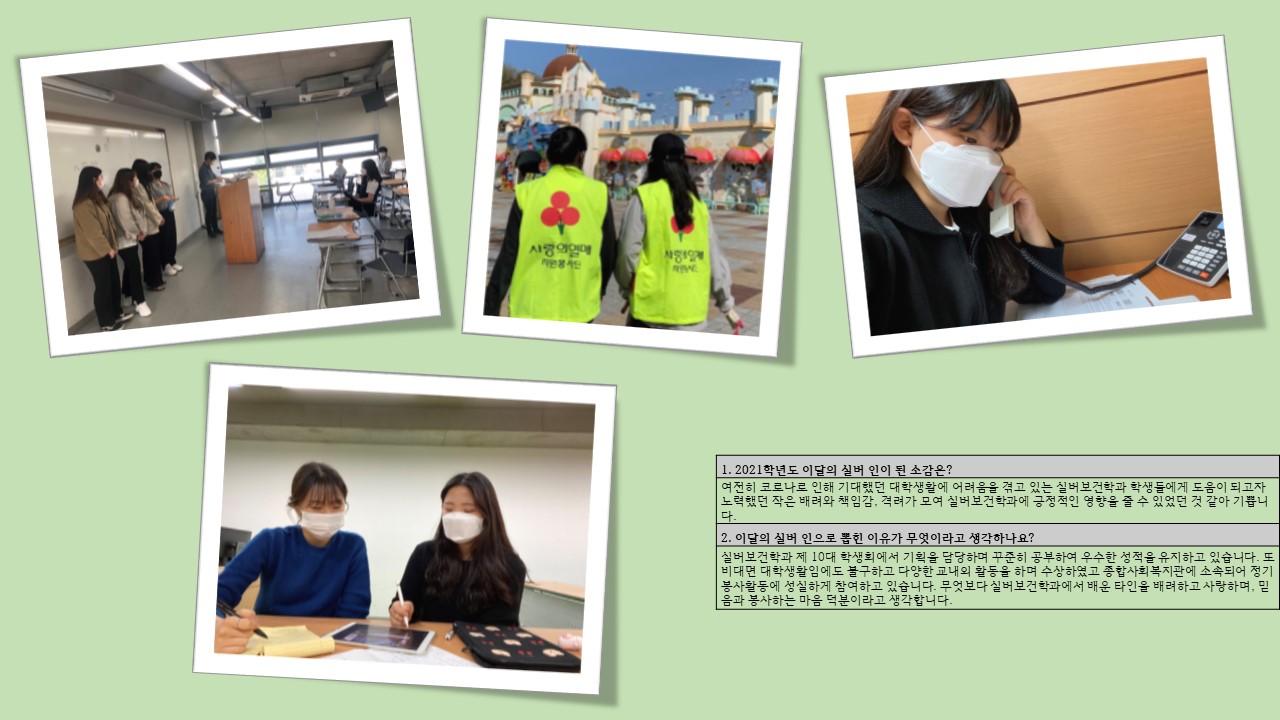 사랑의열매
자원봉사단
사랑의열매
1. 2021학년도 이달의 실버 인이 된 소감은?
여전히 코로나로 인해 기대했던 대학생활에 어려움을 겪고 있는 실버보건학과 학생들에게 도움이 되고자
노력했던 작은 배려와 책임감, 격려가 모여 실버보건학과에 긍정적인 영향을 줄 수 있었던 것 같아 기쁩니
다.
2. 이달의 실버 인으로 뽑힌 이유가 무엇이라고 생각하나요?
실버보건학과 제 10대 학생회에서 기획을 담당하며 꾸준히 공부하여 우수한 성적을 유지하고 있습니다. 또
비대면 대학생활임에도 불구하고 다양한 교내외 활동을 하며 수상하였고 종합사회복지관에 소속되어 정기
봉사활동에 성실하게 참여하고 있습니다. 무엇보다 실버보건학과에서 배운 타인을 배려하고 사랑하며, 믿
음과 봉사하는 마음 덕분이라고 생각합니다.